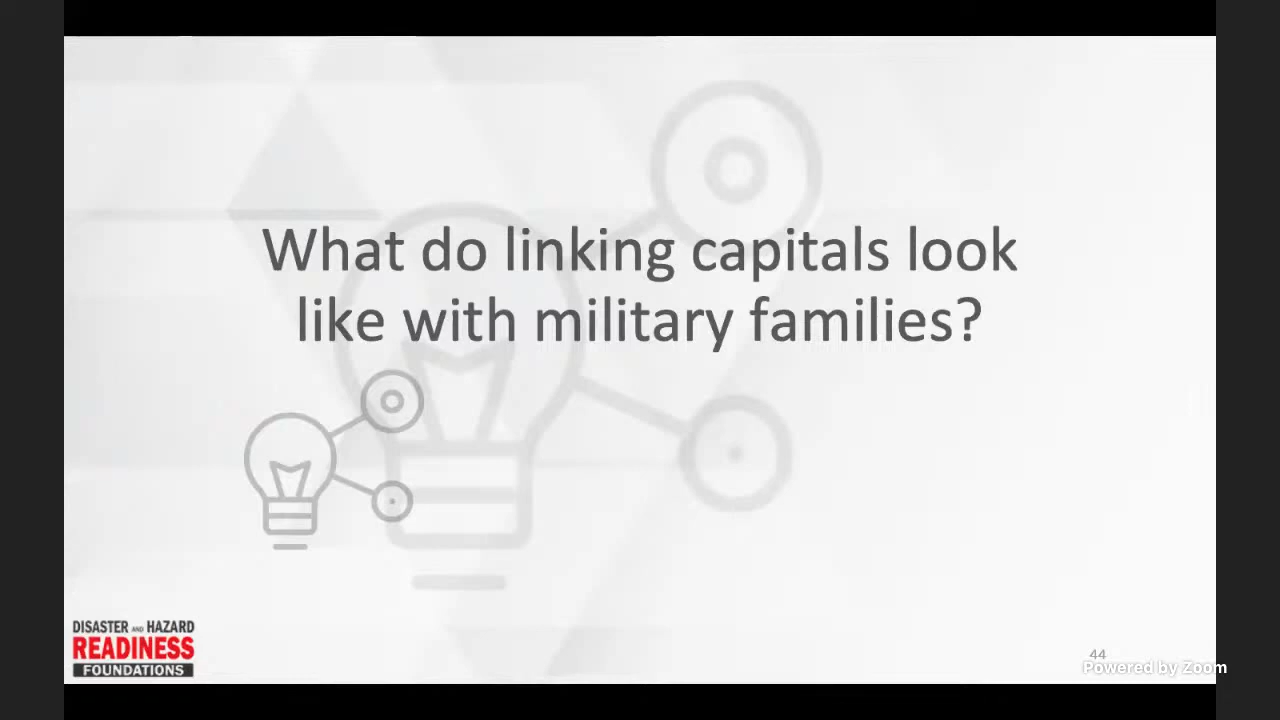 What do linking capitals look
like with military families?
DISASTER AND HAZARD
READINESS
FOUNDATIONS
44
Powered by Zoom